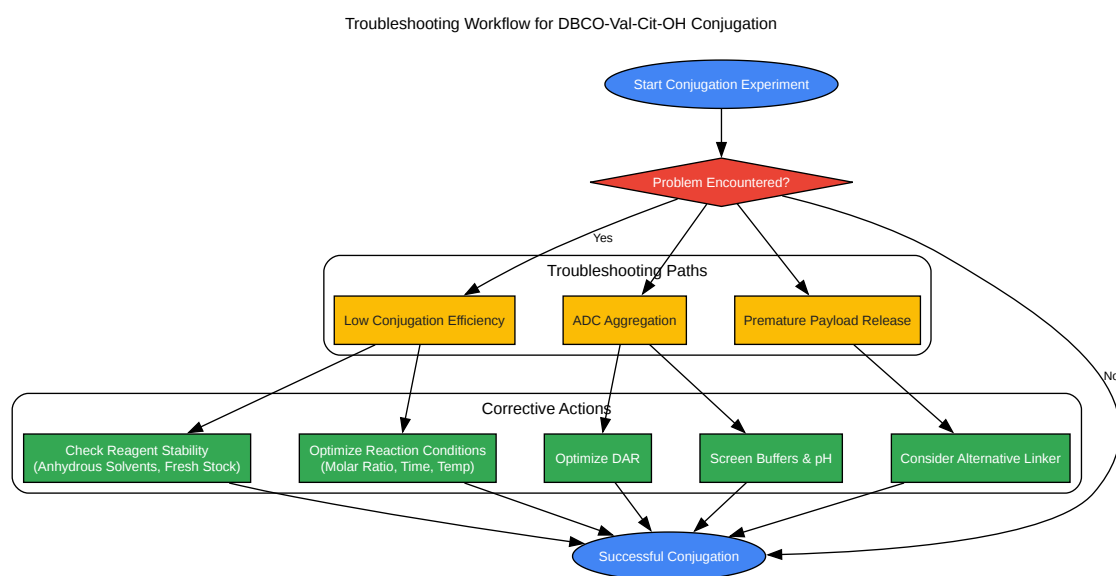 Troubleshooting Workflow for DBCO-Val-Cit-OH Conjugation
Start Conjugation Experiment
Problem Encountered?
Yes
Troubleshooting Paths
Low Conjugation Efficiency
ADC Aggregation
Premature Payload Release
No
Corrective Actions
Check Reagent Stability
(Anhydrous Solvents, Fresh Stock)
Optimize Reaction Conditions
(Molar Ratio, Time, Temp)
Optimize DAR
Screen Buffers & pH
Consider Alternative Linker
Successful Conjugation